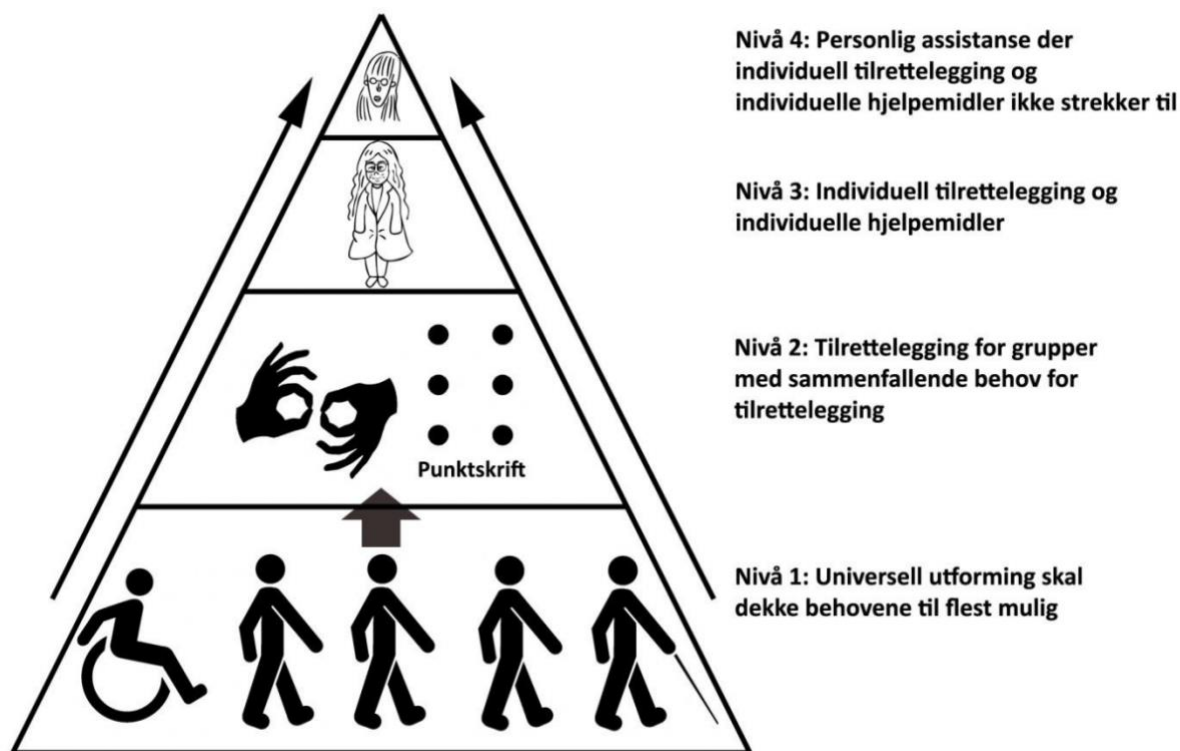 Nivå 4: Personlig assistanse der
individuell tilrettelegging og
individuelle hjelpemidler ikke strekker til
Nivå 3: Individuell tilrettelegging og
individuelle hjelpemidler
Nivå 2: Tilrettelegging for grupper
med sammenfallende behov for
tilrettelegging
Punktskrift
Nivå 1: Universell utforming skal
dekke behovene til flest mulig